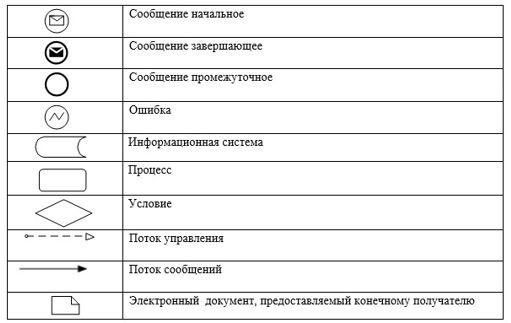 Сообщение начальное
Сообщение завершающее
Сообщение промежуточное
Ошибка
Информационная система
Процесс
Условие
Поток управления
Поток сообщений
Электронный документ, предоставляемый конечному получателю